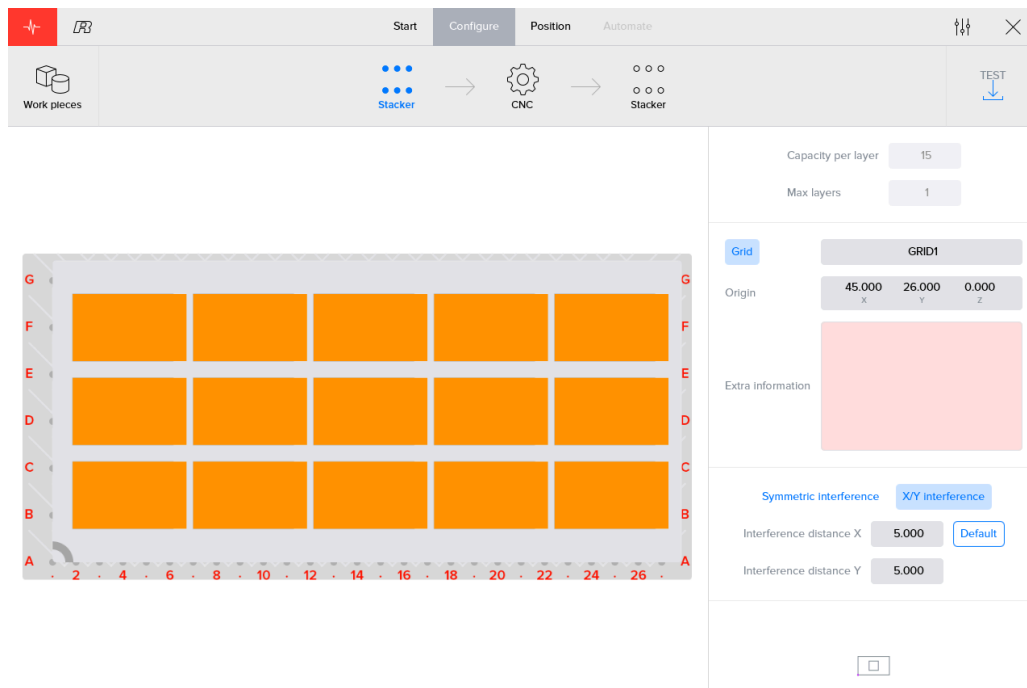 Start Configure Position Automate
Work pieces
Stacker
CNC
Stacker
TEST
Capacity per layer 15
Max layers 1
Grid GRID1
Origin 45.000 26.000 0.000
X Y Z
Extra information
Symmetric interference X/Y interference
Interference distance X 5.000 Default
Interference distance Y 5.000
G G
F F
E E
D D
C C
B B
A A
. 2 . 4 . 6 . 8 . 10 . 12 . 14 . 16 . 18 . 20 . 22 . 24 . 26 .